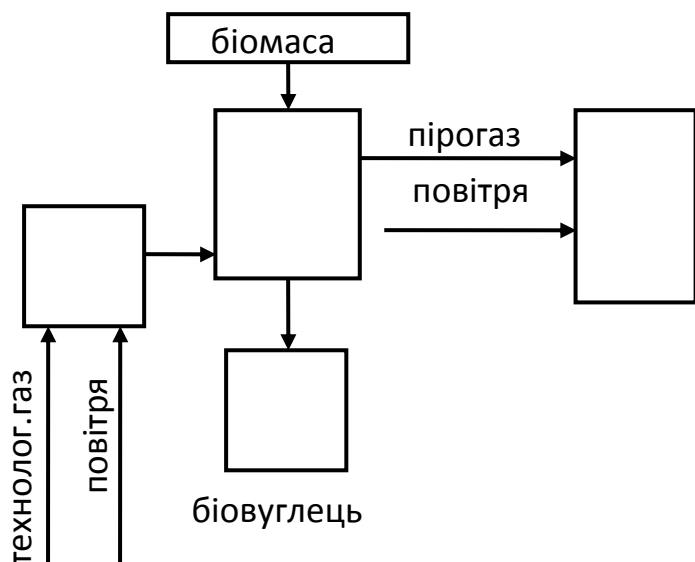 біомаса
пірогаз
повітря
технолог.газ
повітря
біовуглець